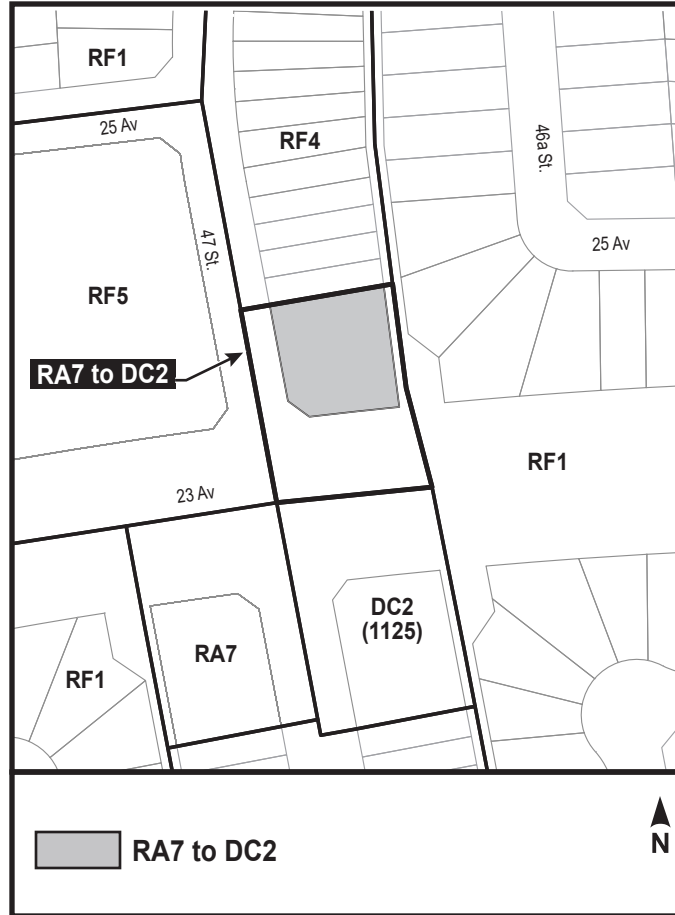 RF1
25 Av
RF4
46a St.
47 St.
25 Av
RF5
RA7 to DC2
RF1
23 Av
DC2
(1125)
RA7
RF1
RA7 to DC2
N